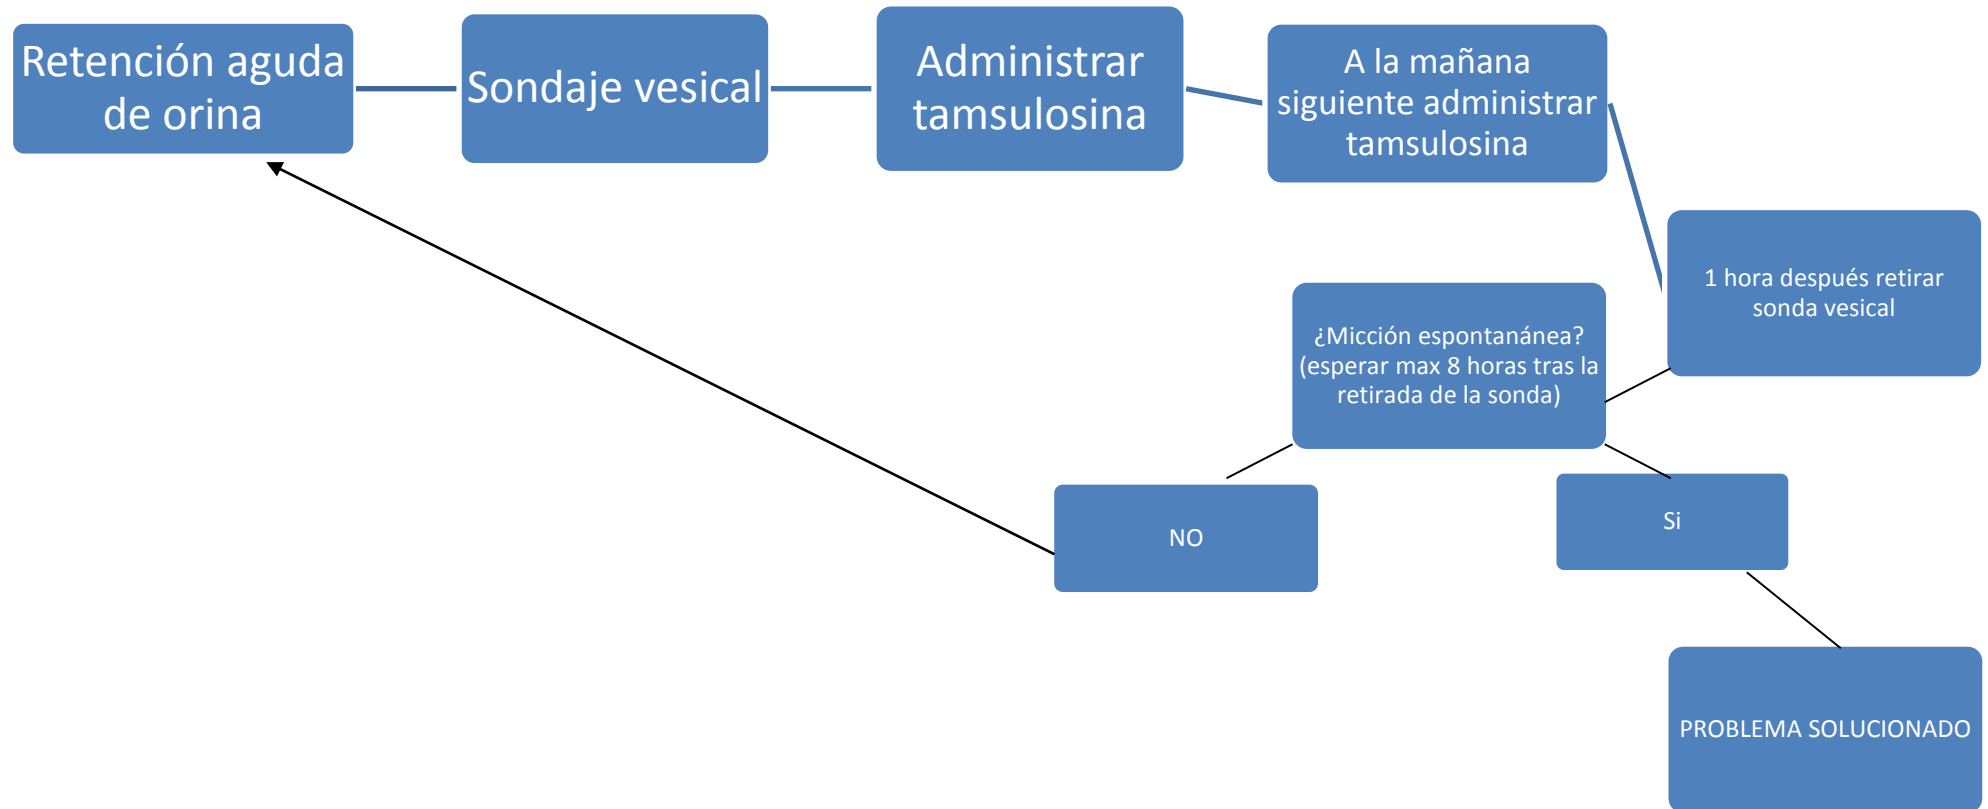 Retención aguda
de orina
Sondaje vesical
Administrar
tamsulosina
A la mañana
siguiente administrar
tamsulosina
1 hora después retirar
sonda vesical
¿Micción espontanánea?
(esperar max 8 horas tras la
retirada de la sonda)
NO
Si
PROBLEMA SOLUCIONADO